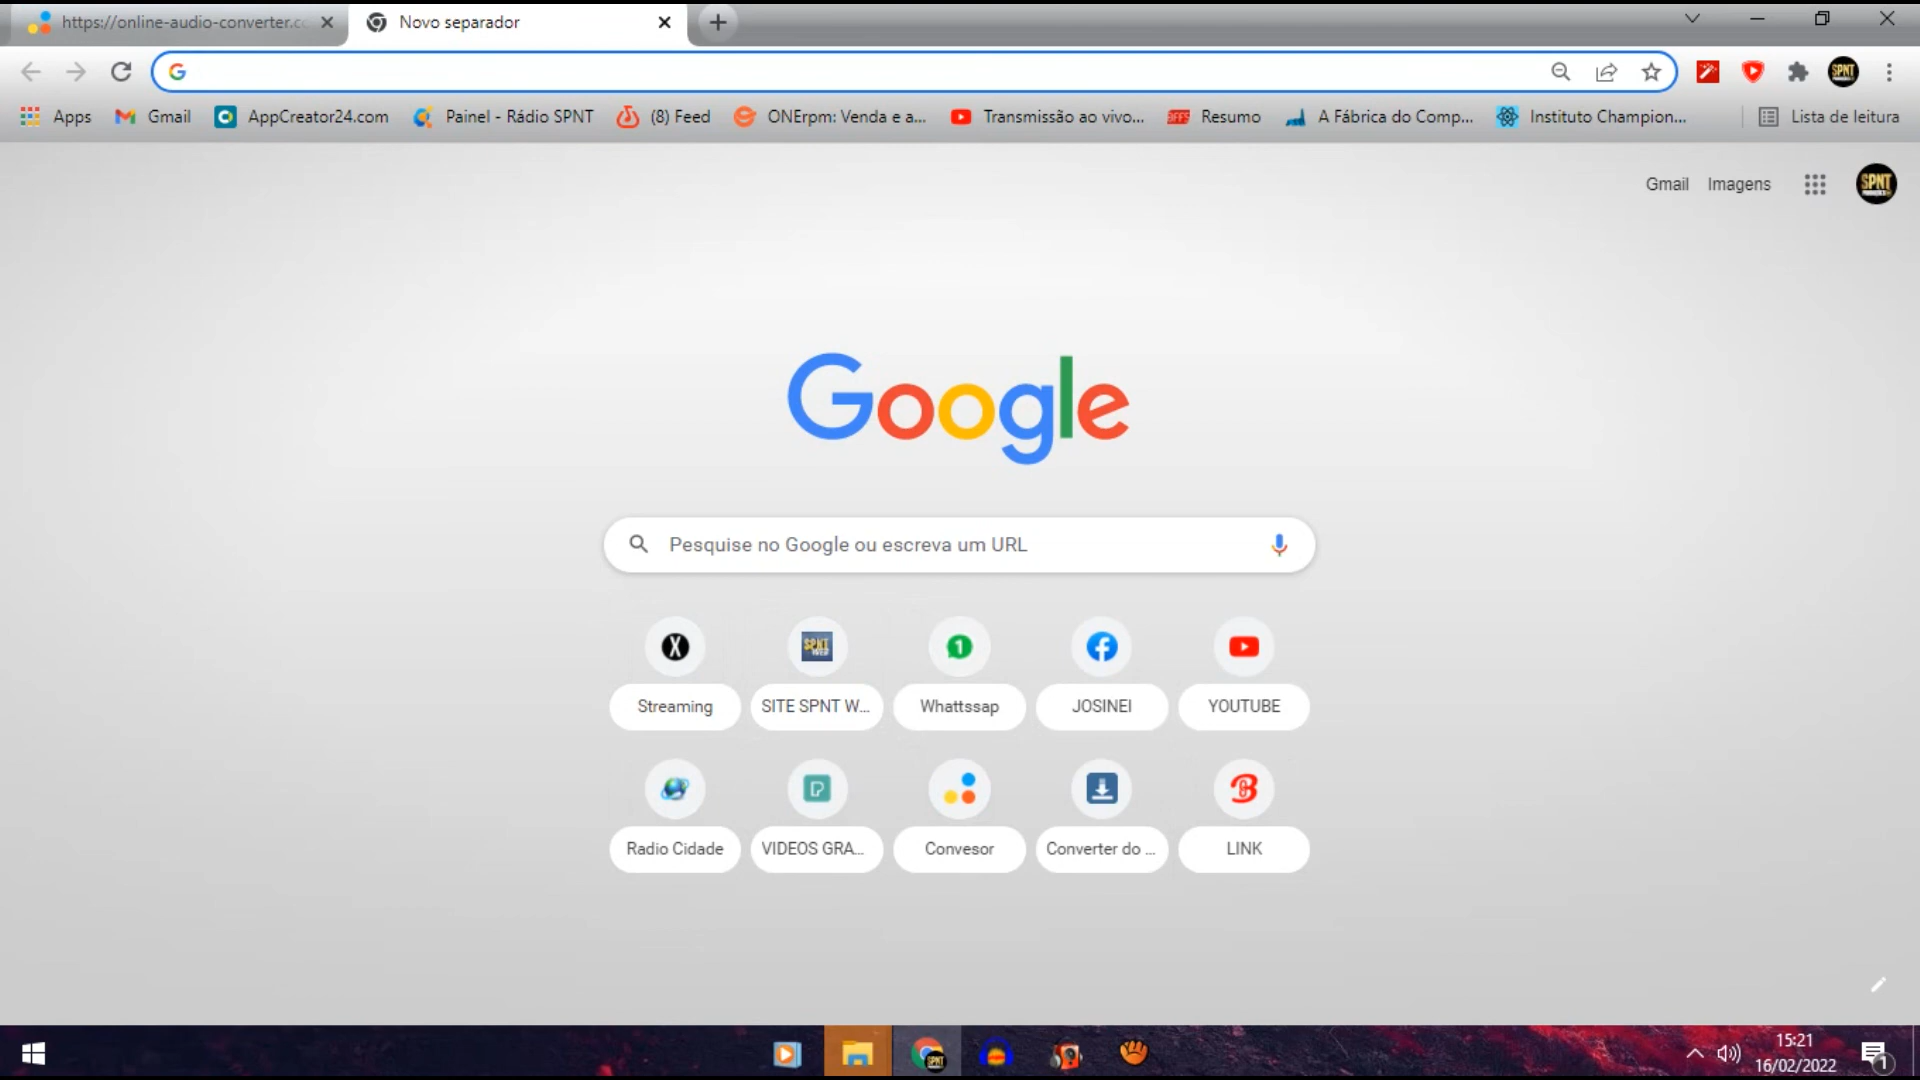 https://online-audio-converter.c
Novo separador
Apps
Gmail
AppCreator24.com
Painel - Rádio SPNT
(8) Feed
ONErpm: Venda e a...
Transmissão ao vivo...
Resumo
A Fábrica do Comp...
Instituto Champion...
Lista de leitura
Gmail
Imagens
SPNT
Google
Pesquise no Google ou escreva um URL
Streaming
SITE SPNT W...
Whattssap
JOSINEI
YOUTUBE
Radio Cidade
VIDEOS GRA...
Convesor
Converter do ...
LINK
15:21
16/02/2022
1